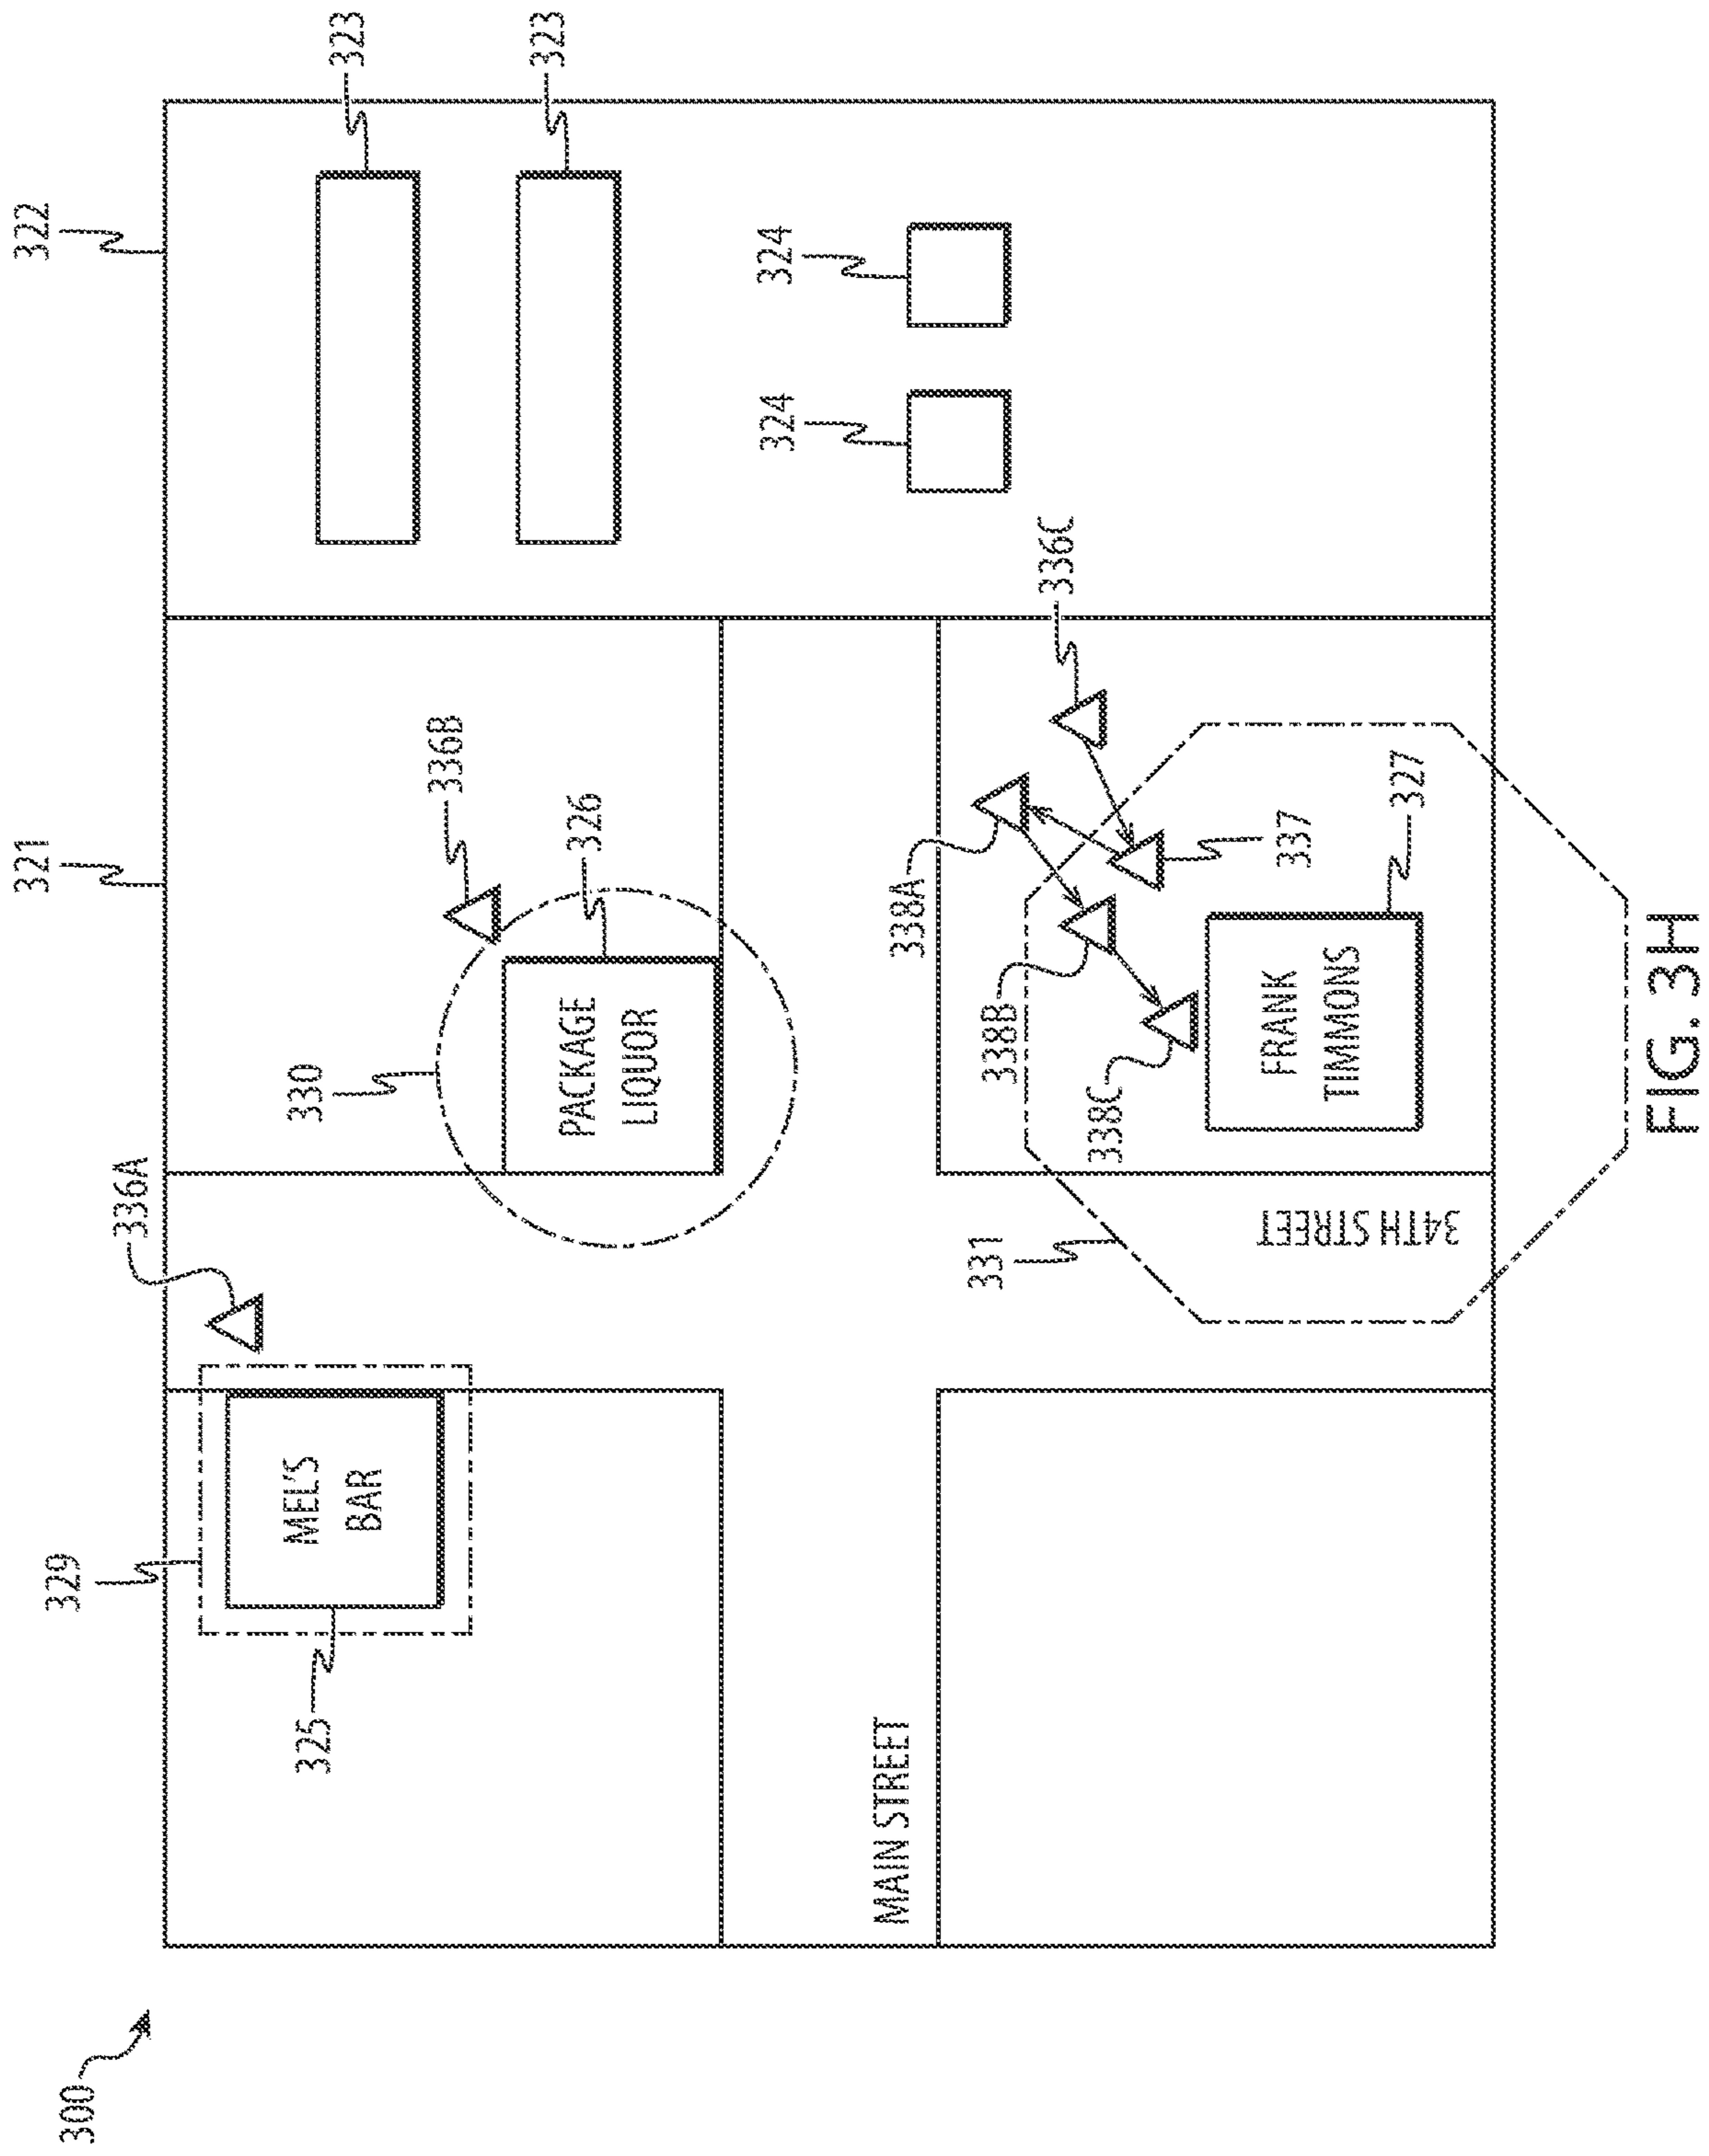 300
321
322
323
323
324
324
329
325
MEL'S
BAR
336A
330
336B
326
PACKAGE
LIQUOR
MAIN STREET
338A
336C
338B
338C
337
327
FRANK
TIMMONS
331
34TH STREET
FIG. 3H